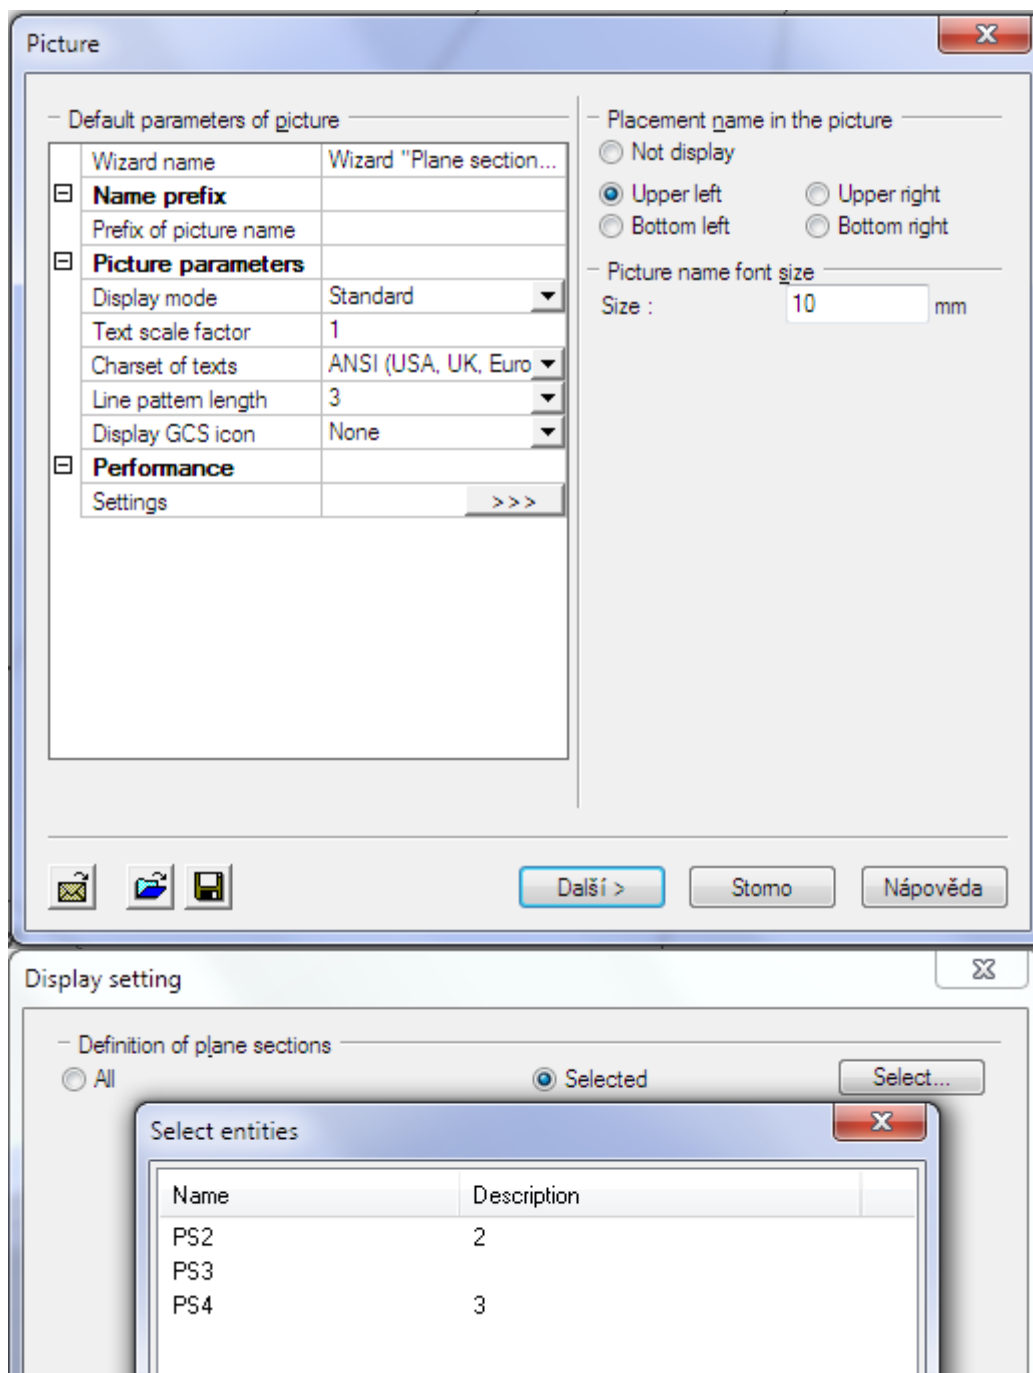 Picture
Default parameters of picture
Wizard name Wizard "Plane section...
Name prefix
Prefix of picture name
Picture parameters
Display mode Standard
Text scale factor 1
Charset of texts ANSI (USA, UK, Euro
Line pattern length 3
Display GCS icon None
Performance
Settings >>>
Placement name in the picture
Not display
Upper left Upper right
Bottom left Bottom right
Picture name font size
Size : 10 mm
Další > Storno Nápověda
Display setting
Definition of plane sections
All Selected Select...
Select entities
Name Description
PS2 2
PS3
PS4 3